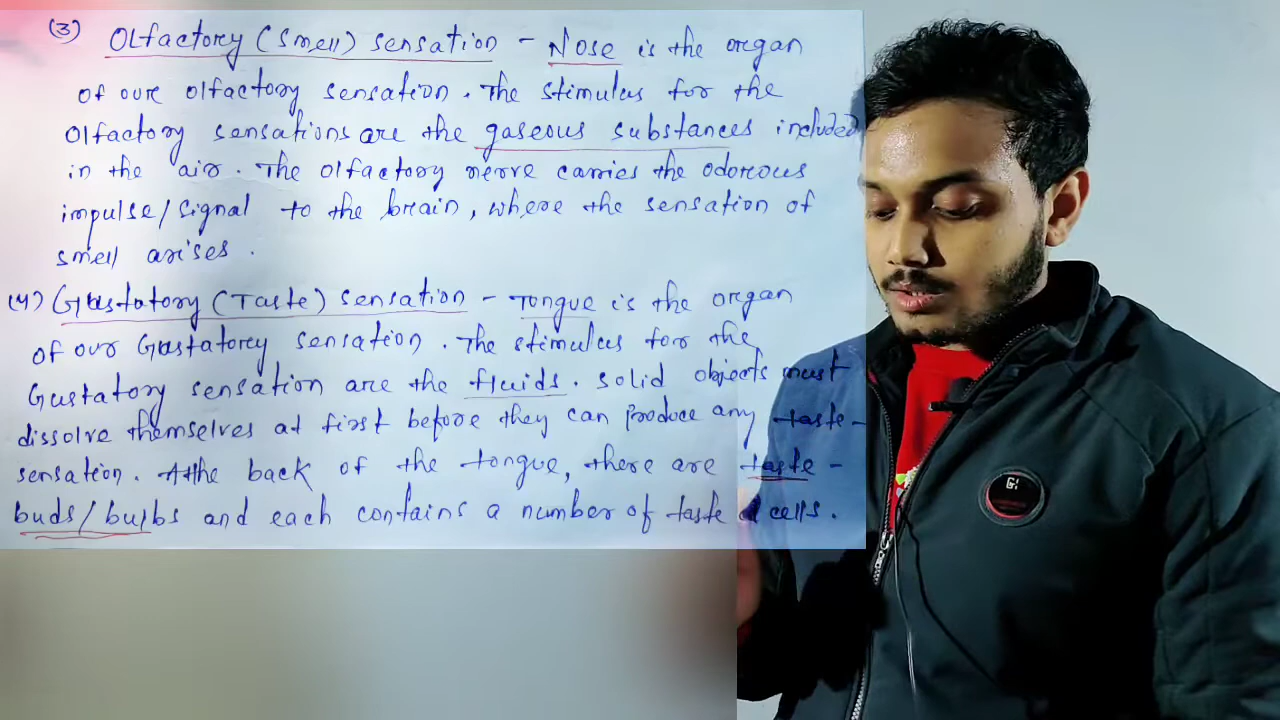 (3) Olfactory (Smell) sensation - Nose is the organ
of our olfactory sensation. The stimulus for the
Olfactory sensations are the gaseous substances included
in the air. The olfactory nerve carries the odorous
impulse/signal to the brain, where the sensation of
smell arises.
(4) Gustatory (Taste) sensation - Tongue is the organ
of our Gustatory sensation. The stimulus for the
Gustatory sensation are the fluids. Solid objects must
dissolve themselves at first before they can produce any taste-
sensation. At the back of the tongue, there are taste-
buds/bulbs and each contains a number of taste cells.